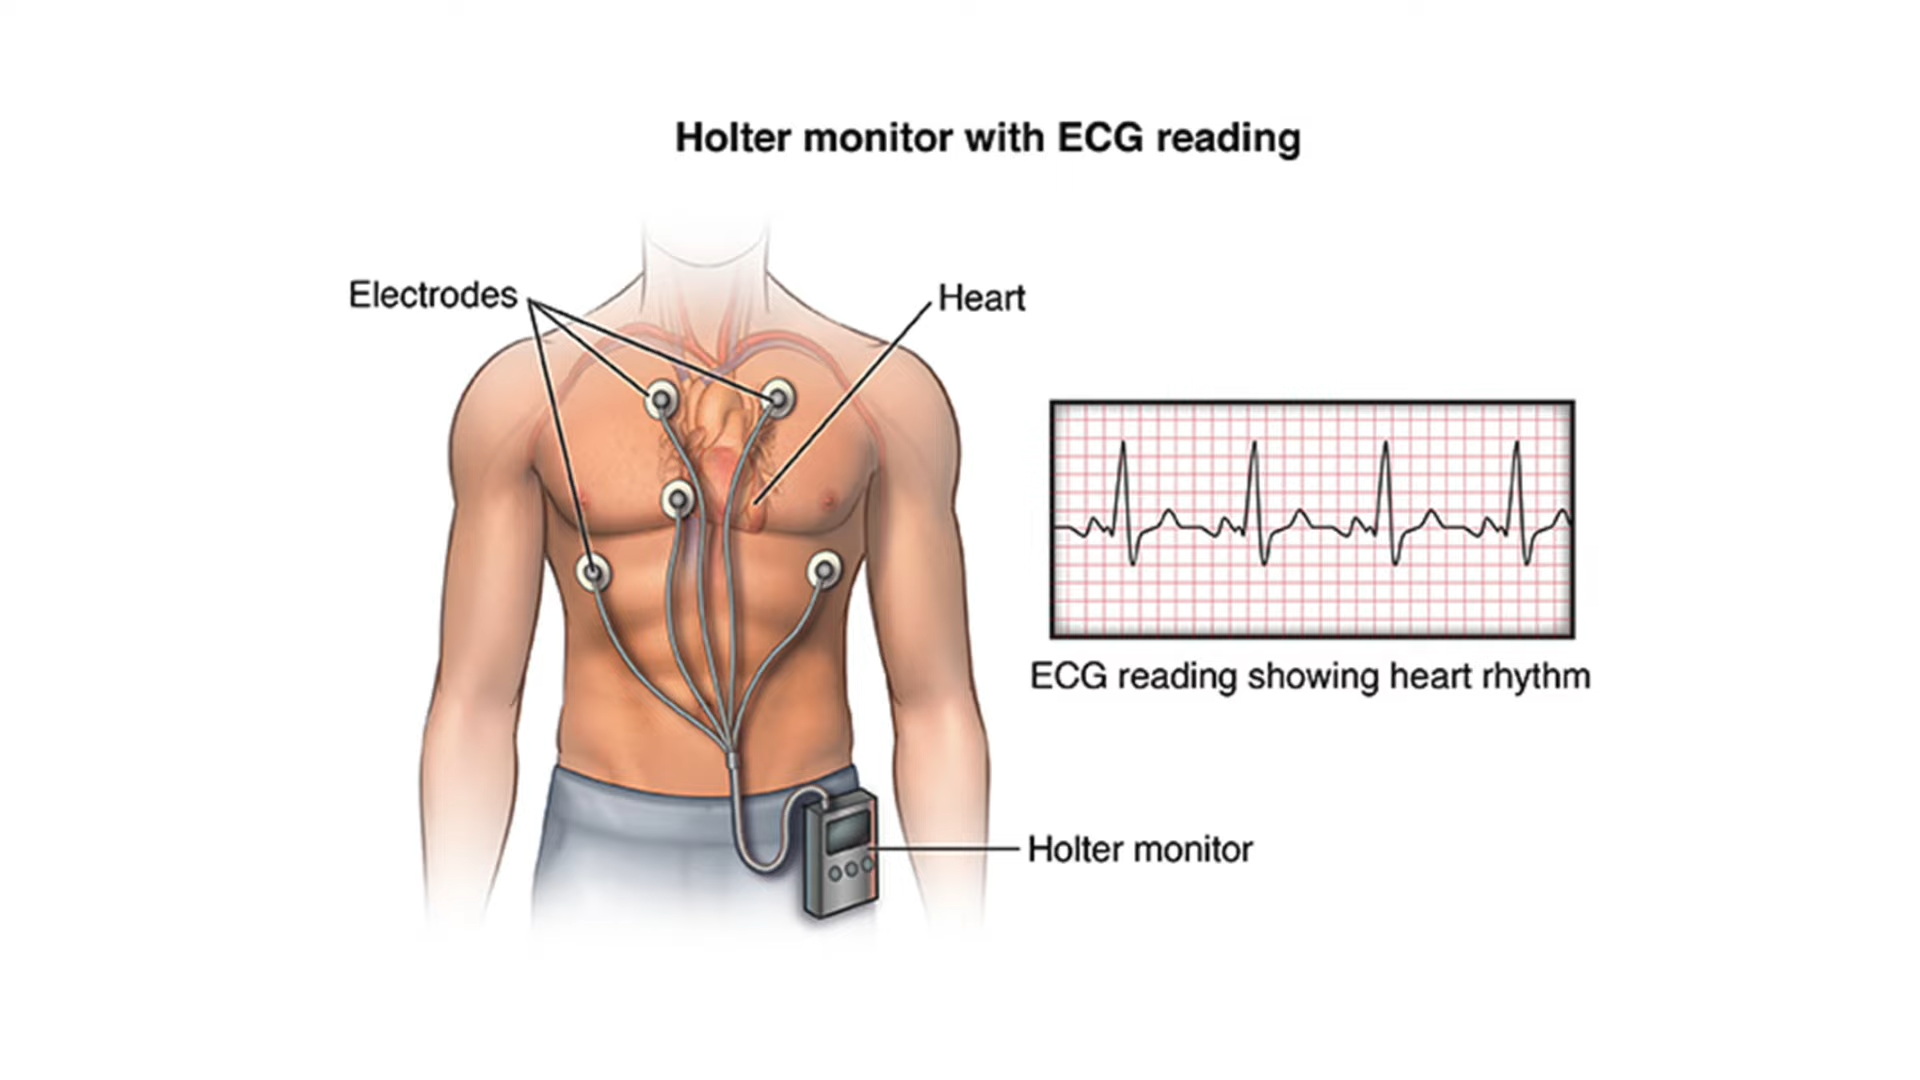 Holter monitor with ECG reading
Electrodes
Heart
ECG reading showing heart rhythm
Holter monitor